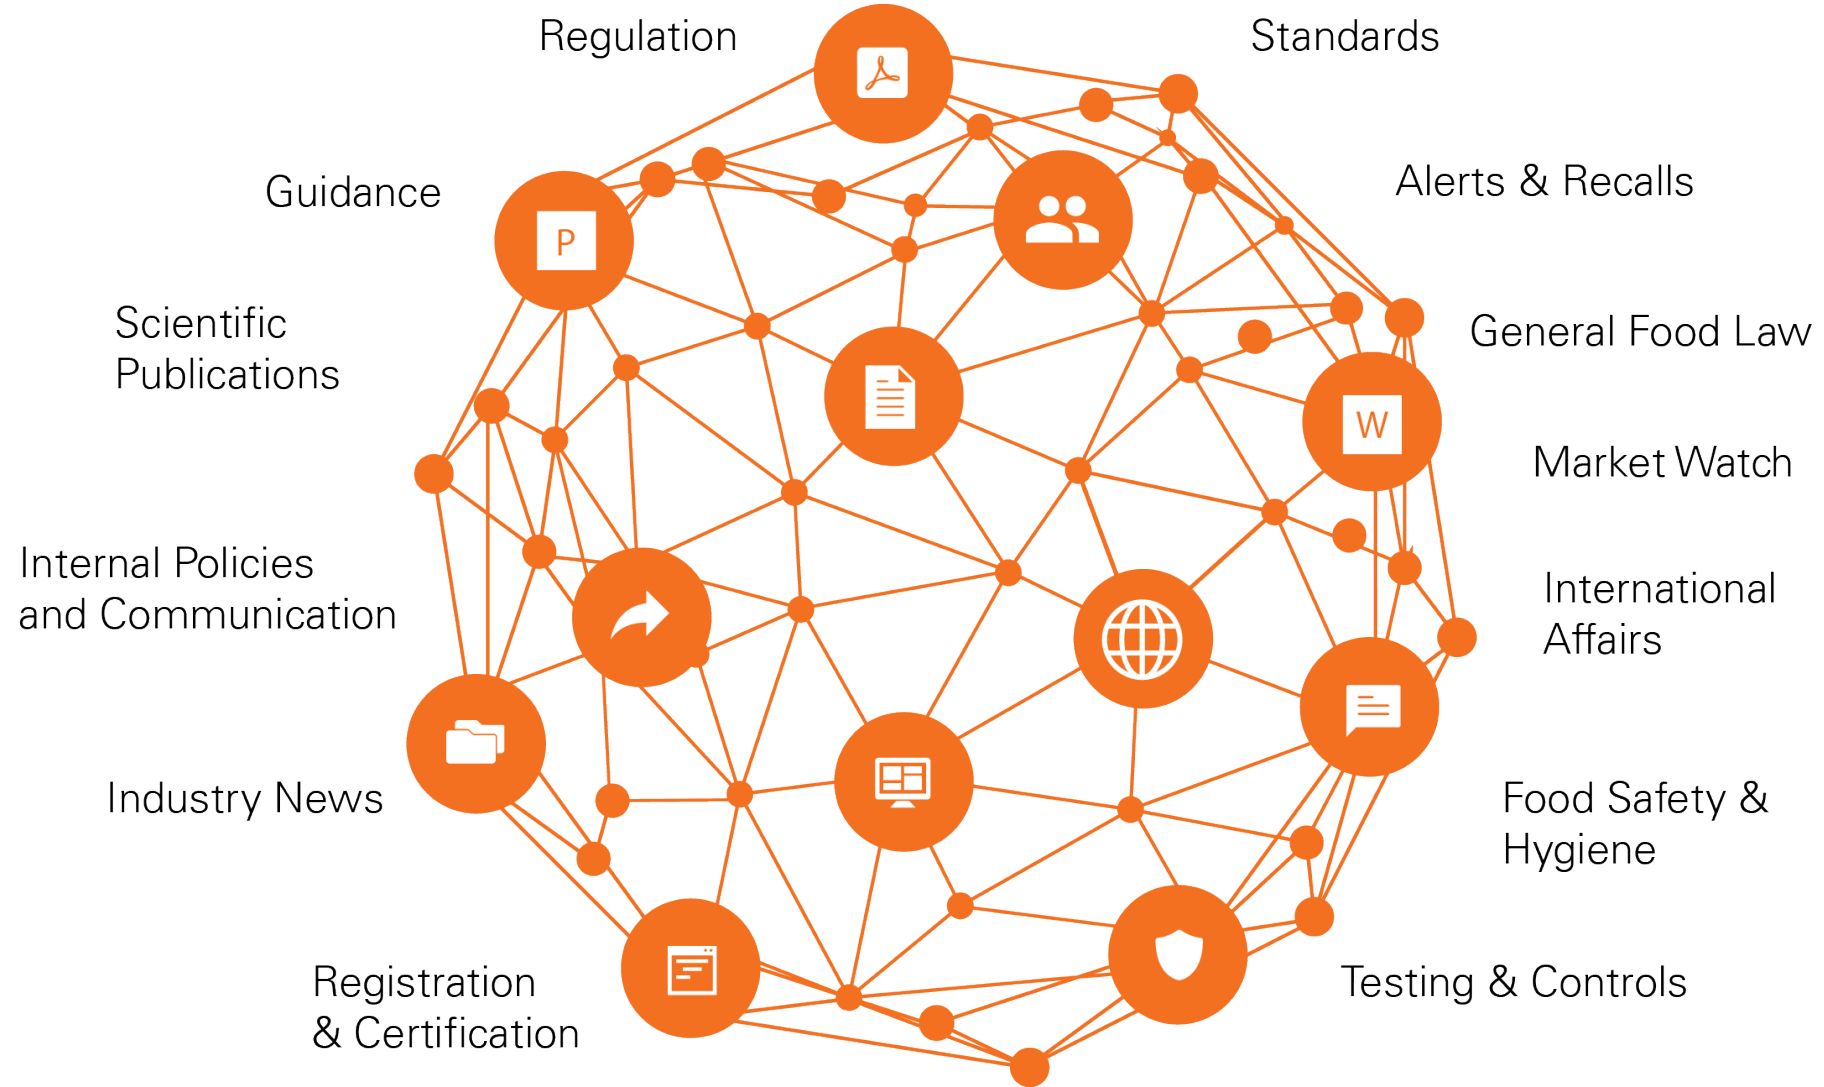 Regulation
Standards
Guidance
Alerts & Recalls
P
Scientific
Publications
General Food Law
W
Market Watch
Internal Policies
and Communication
International
Affairs
Industry News
Food Safety &
Hygiene
Registration
& Certification
Testing & Controls